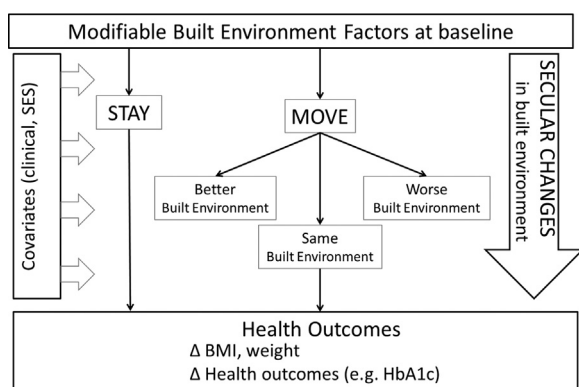 Modifiable Built Environment Factors at baseline
Covariates (clinical, SES)
STAY
MOVE
Better
Built Environment
Worse
Built Environment
Same
Built Environment
SECULAR CHANGES
in built environment
Health Outcomes
Δ BMI, weight
Δ Health outcomes (e.g. HbA1c)